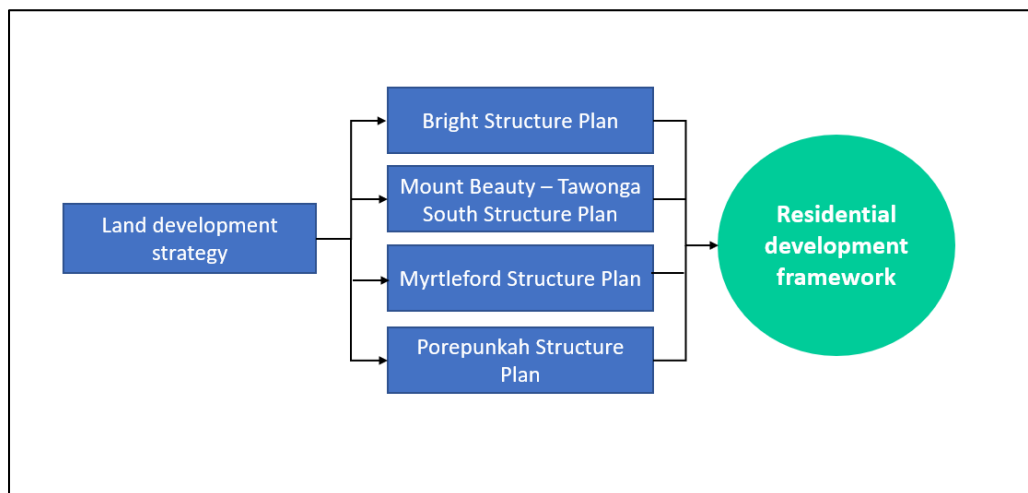 Land development
strategy
Bright Structure Plan
Mount Beauty – Tawonga
South Structure Plan
Myrtleford Structure Plan
Porepunkah Structure
Plan
Residential
development
framework